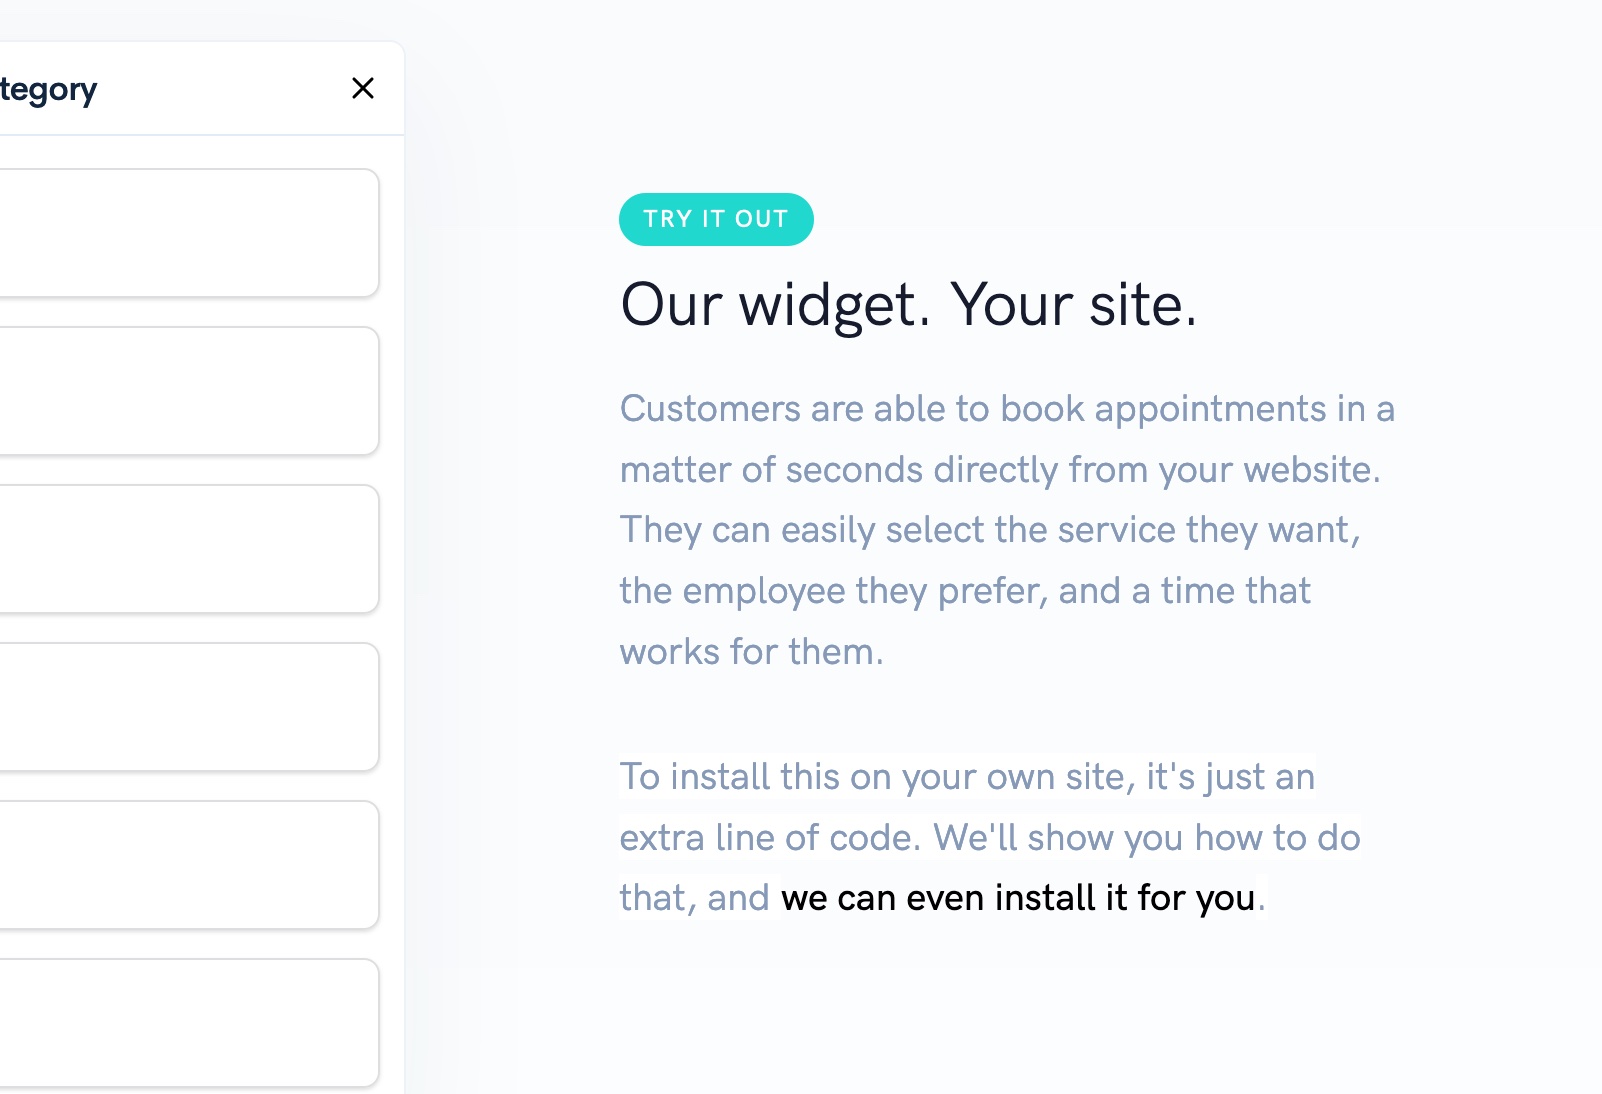 tegory
TRY IT OUT
Our widget. Your site.
Customers are able to book appointments in a
matter of seconds directly from your website.
They can easily select the service they want,
the employee they prefer, and a time that
works for them.
To install this on your own site, it's just an
extra line of code. We'll show you how to do
that, and we can even install it for you.